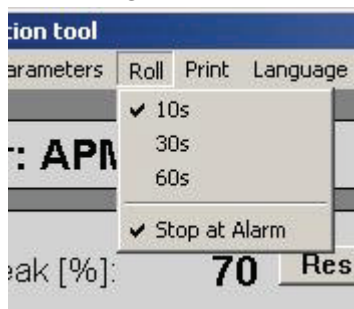 tion tool
arameters Roll Print Language
✔ 10s
30s
60s
✔ Stop at Alarm
: APM
eak [%]: 70 Res